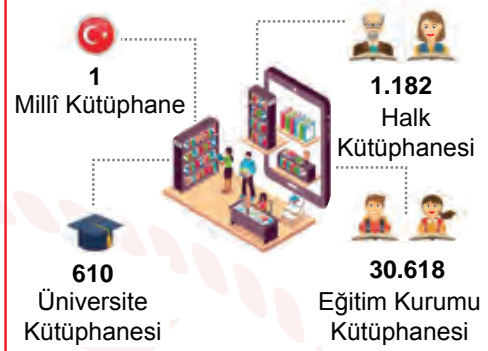 1
Millî Kütüphane
1.182
Halk
Kütüphanesi
610
Üniversite
Kütüphanesi
30.618
Eğitim Kurumu
Kütüphanesi